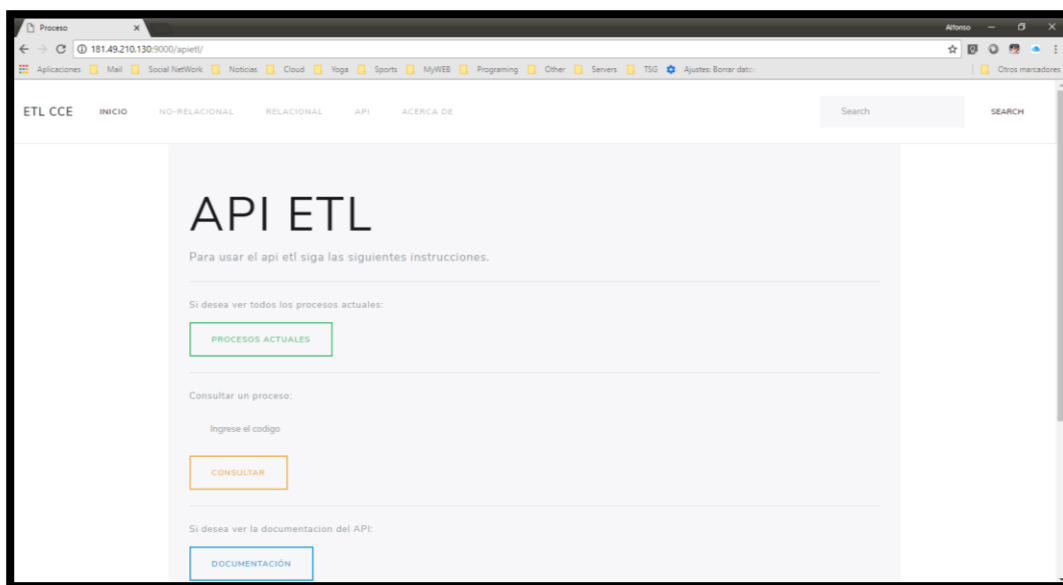 Proceso
Alfonso
181.49.210.130:9000/apietl/
Aplicaciones Mail Social NetWork Noticias Cloud Yoga Sports MyWEB Programing Other Servers TSG Ajustes: Borrar dato Otros marcadores
ETL CCE INICIO NO-RELACIONAL RELACIONAL API ACERCA DE Search SEARCH
API ETL
Para usar el api etl siga las siguientes instrucciones.
Si desea ver todos los procesos actuales:
PROCESOS ACTUALES
Consultar un proceso:
Ingrese el codigo
CONSULTAR
Si desea ver la documentacion del API:
DOCUMENTACIÓN